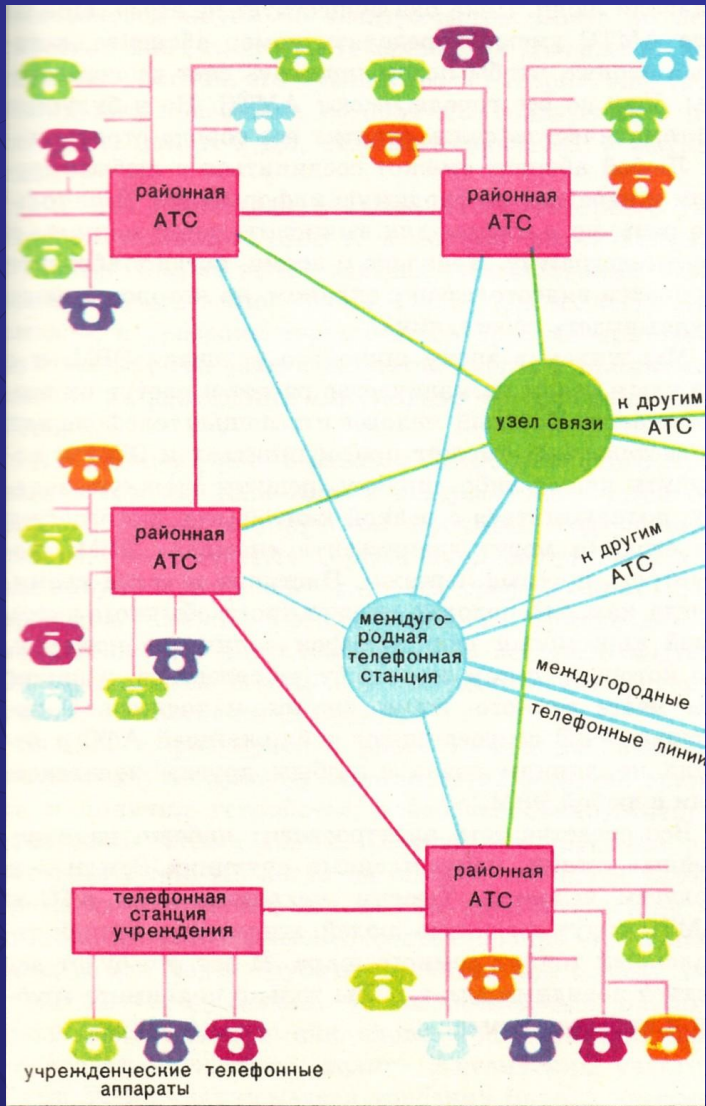 районная
АТС
районная
АТС
узел связи
к другим
АТС
районная
АТС
к другим
АТС
междуго-
родная
телефонная
станция
междугородные
телефонные линии
районная
АТС
телефонная
станция
учреждения
учрежденческие телефонные
аппараты